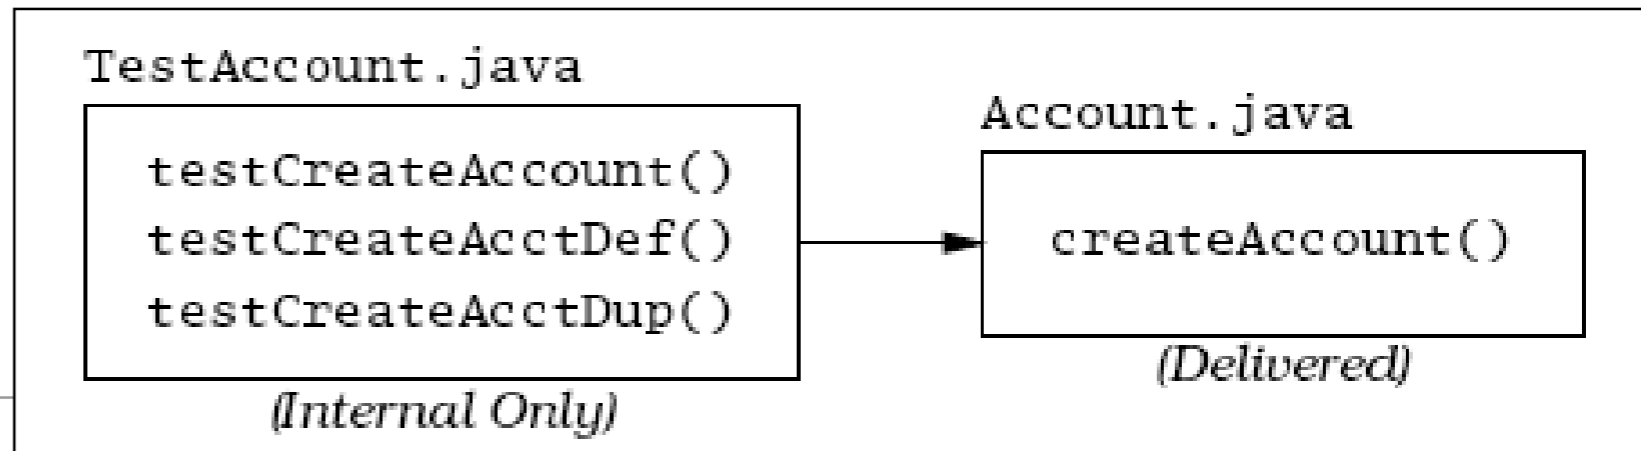 TestAccount.java
testCreateAccount()
testCreateAcctDef()
testCreateAcctDup()
(Internal Only)
Account.java
createAccount()
(Delivered)